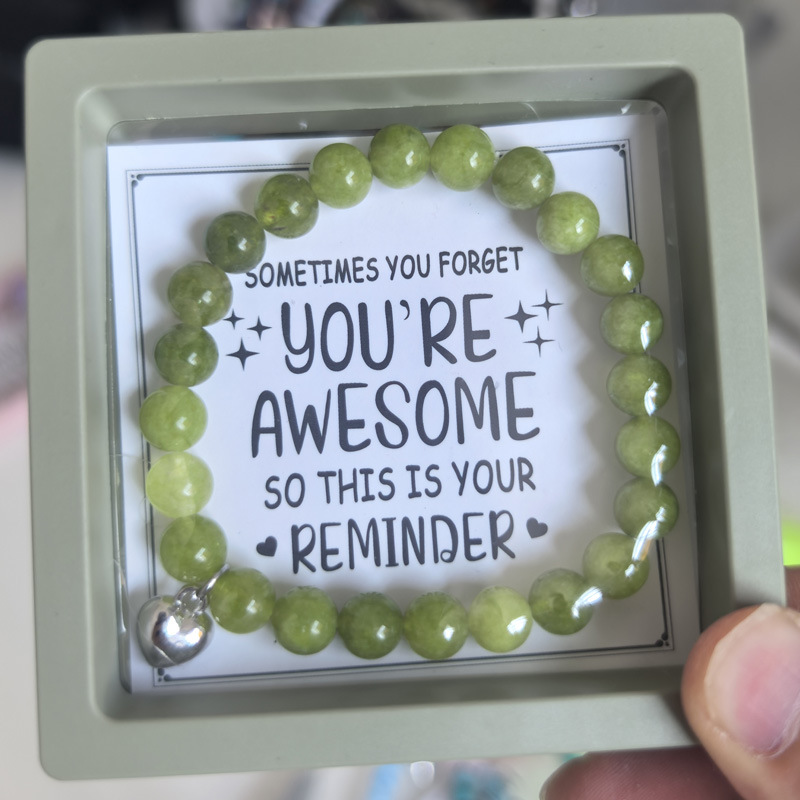 SOMETIMES YOU FORGET
YOU'RE
AWESOME
SO THIS IS YOUR
REMINDER